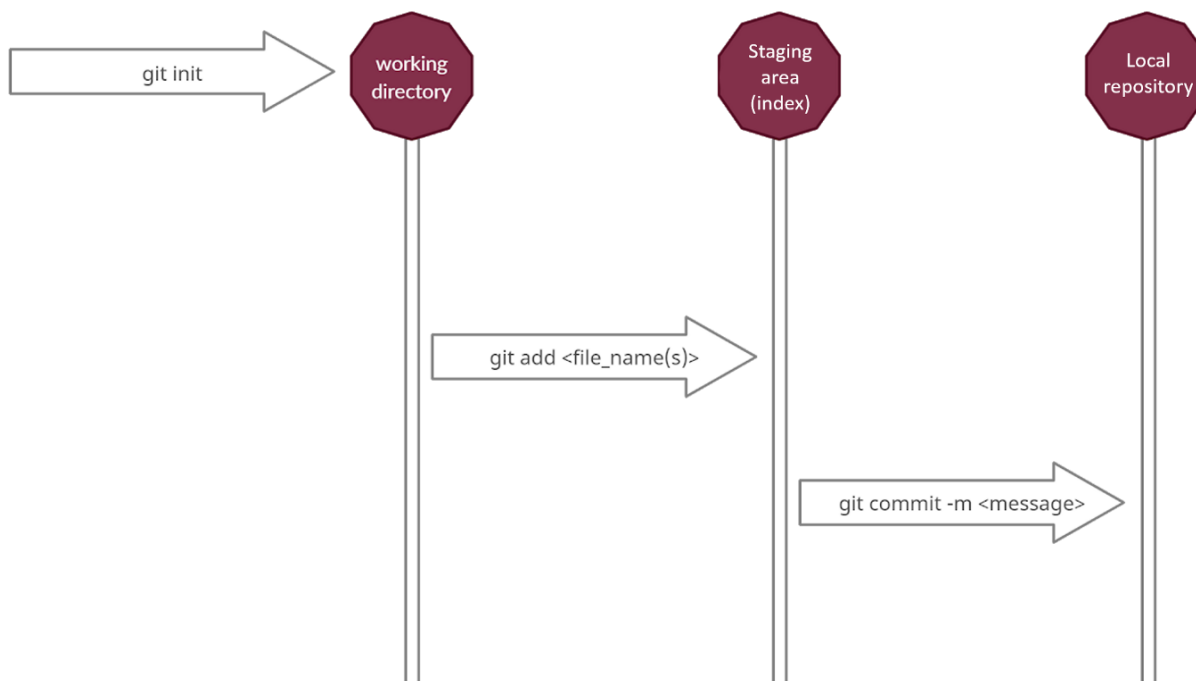 git init
working
directory
Staging
area
(index)
Local
repository
git add <file_name(s)>
git commit -m <message>